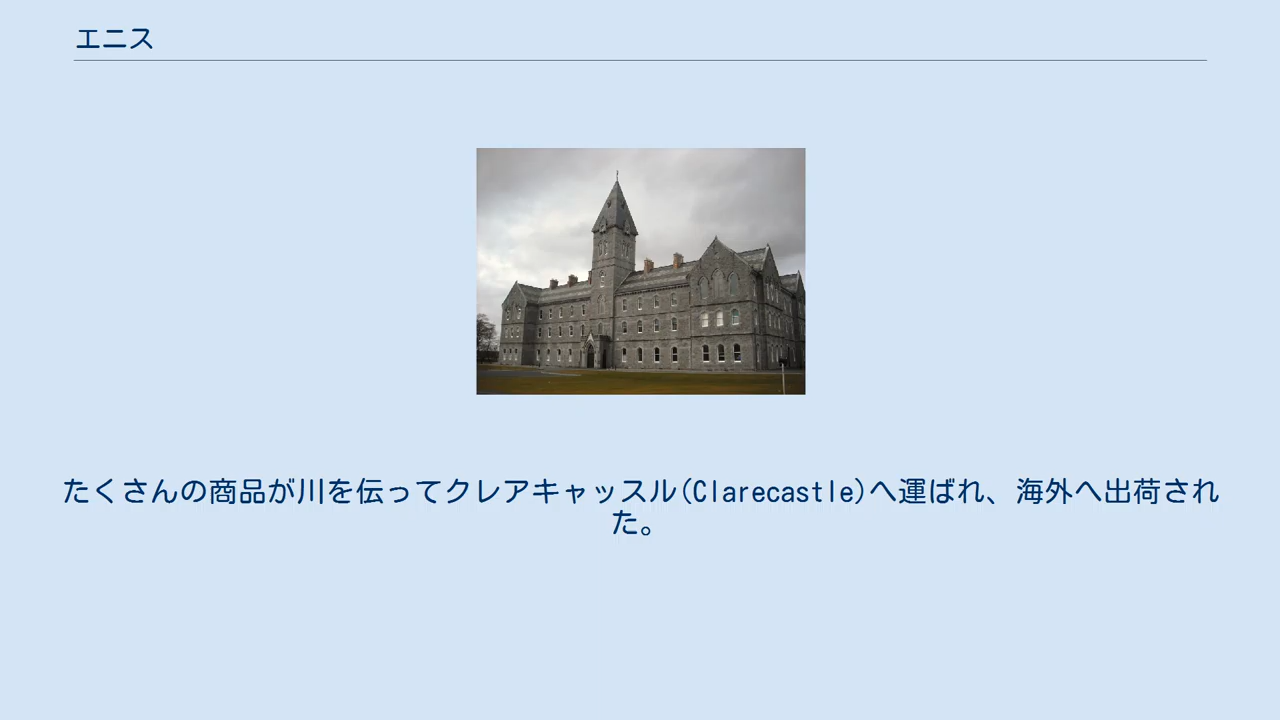 エニス
たくさんの商品が川を伝ってクレアキャッスル(Clarecastle)へ運ばれ、海外へ出荷され
た。